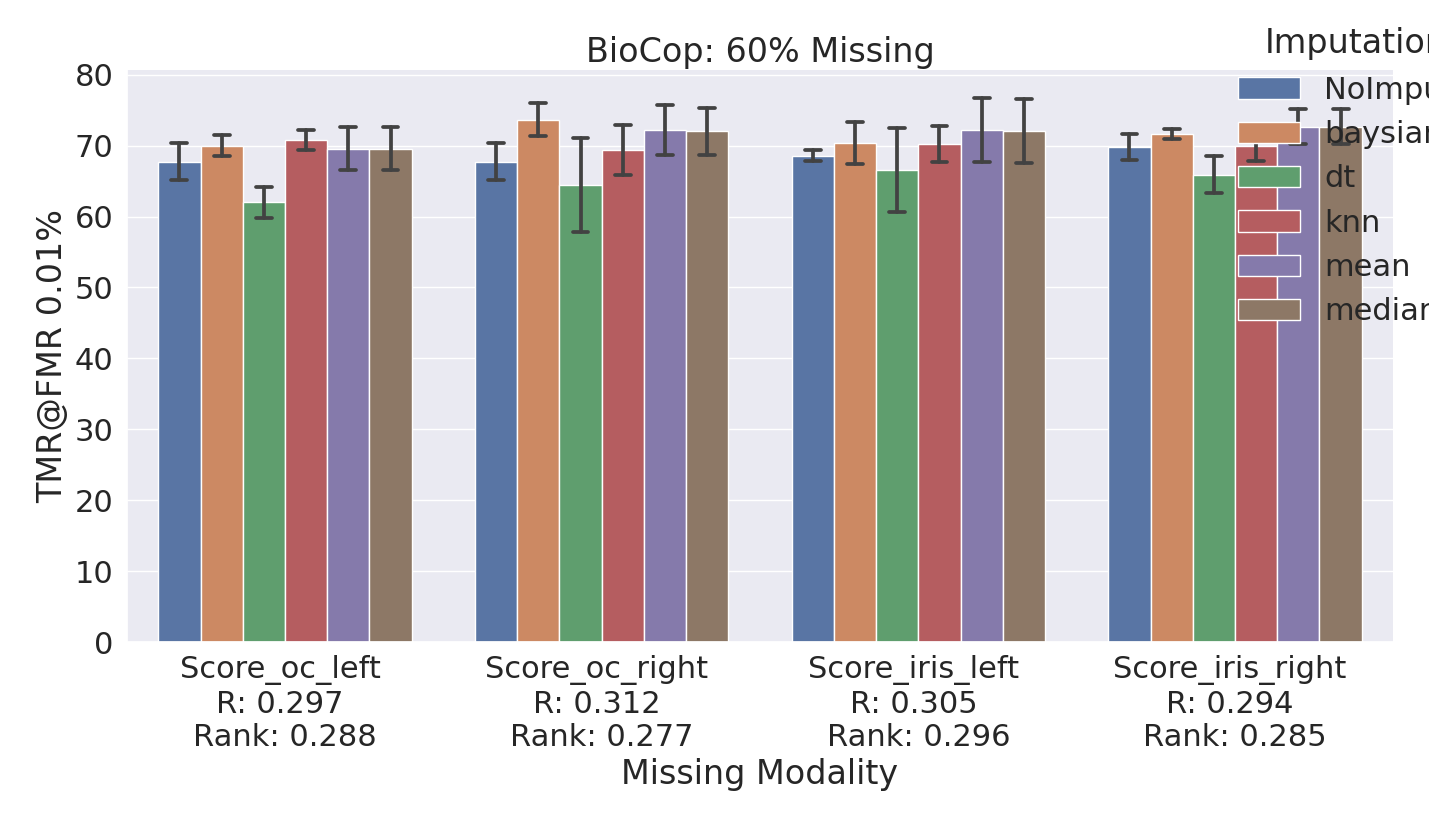 BioCop: 60% Missing
Imputation
NoImpu
baysian
dt
knn
mean
median
TMR@FMR 0.01%
80
70
60
50
40
30
20
10
0
Score_oc_left
R: 0.297
Rank: 0.288
Score_oc_right
R: 0.312
Rank: 0.277
Score_iris_left
R: 0.305
Rank: 0.296
Score_iris_right
R: 0.294
Rank: 0.285
Missing Modality